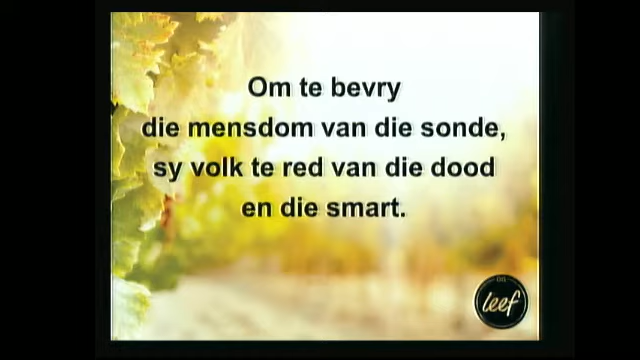 Om te bevry
die mensdom van die sonde,
sy volk te red van die dood
en die smart.
leef